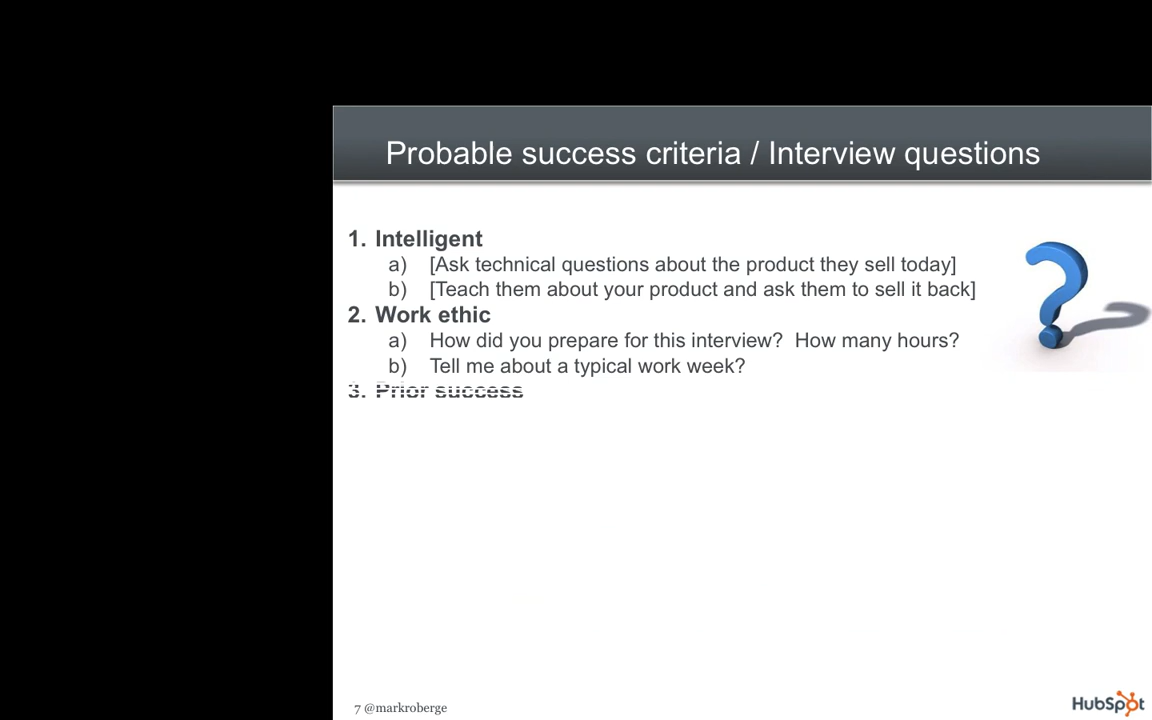 Probable success criteria / Interview questions
1. Intelligent
a) [Ask technical questions about the product they sell today]
b) [Teach them about your product and ask them to sell it back]
2. Work ethic
a) How did you prepare for this interview?  How many hours?
b) Tell me about a typical work week?
3. Prior success
7 @markroberge
HubSpot